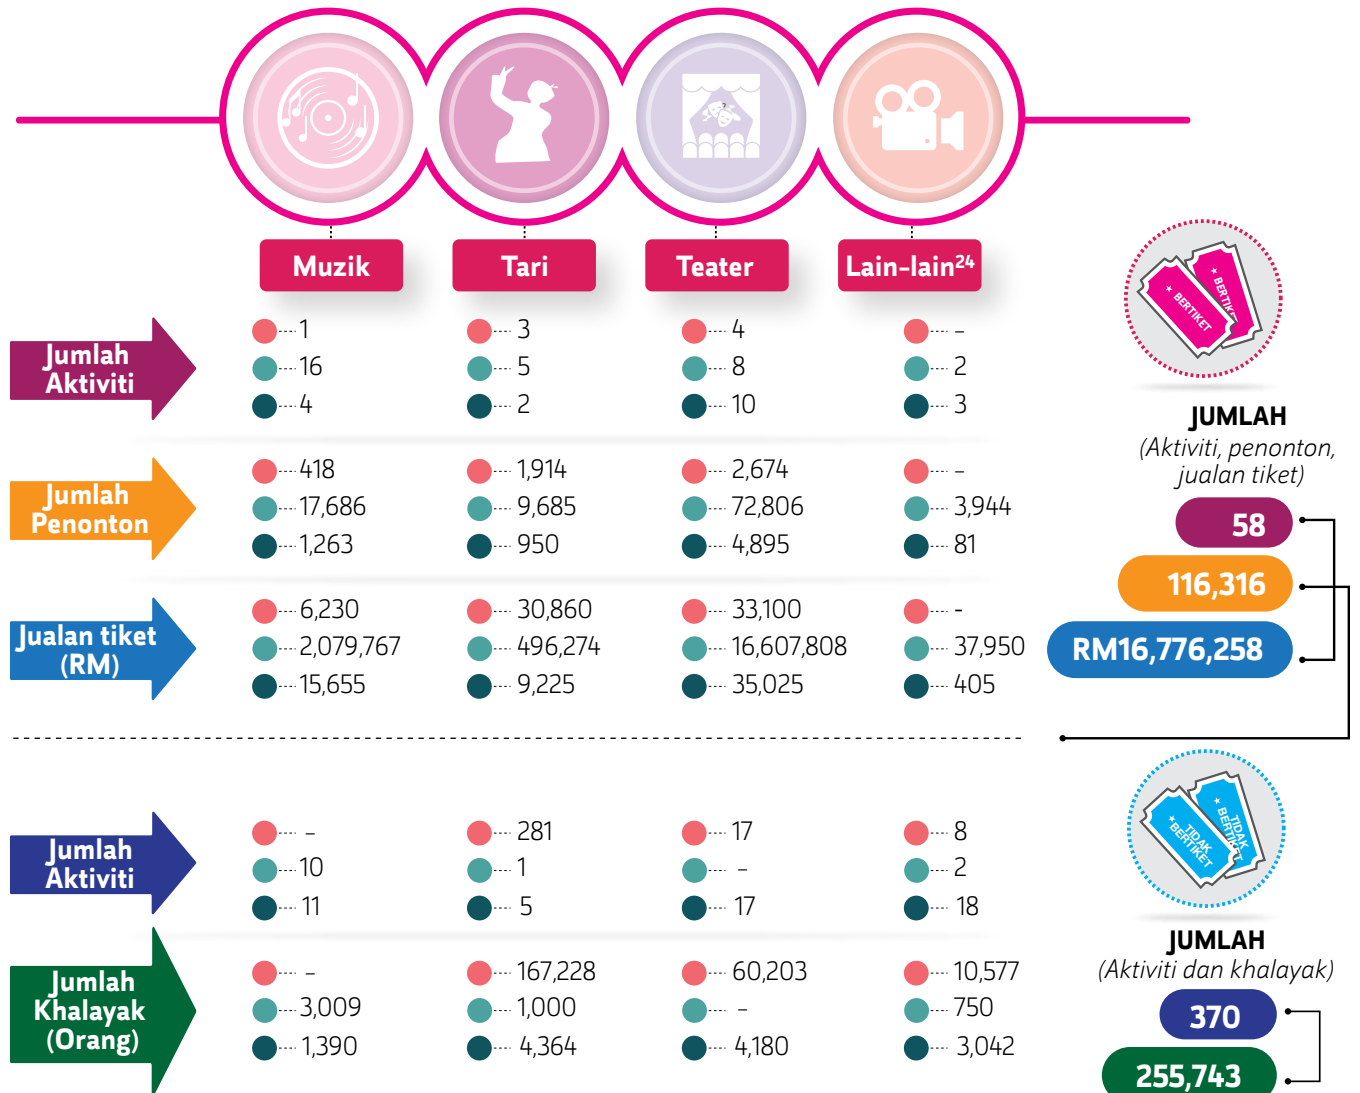 Muzik
Tari
Teater
Lain-lain²⁴
Jumlah
Aktiviti
1
3
4
–
16
5
8
2
4
2
10
3
Jumlah
Penonton
418
1,914
2,674
–
17,686
9,685
72,806
3,944
1,263
950
4,895
81
Jualan tiket
(RM)
6,230
30,860
33,100
-
2,079,767
496,274
16,607,808
37,950
15,655
9,225
35,025
405
★ BERTIKET
★ BERTIKET
JUMLAH
(Aktiviti, penonton,
jualan tiket)
58
116,316
RM16,776,258
Jumlah
Aktiviti
–
281
17
8
10
1
–
2
11
5
17
18
Jumlah
Khalayak
(Orang)
–
167,228
60,203
10,577
3,009
1,000
–
750
1,390
4,364
4,180
3,042
★ TIDAK
BERTIKET
★ TIDAK
BERTIKET
JUMLAH
(Aktiviti dan khalayak)
370
255,743